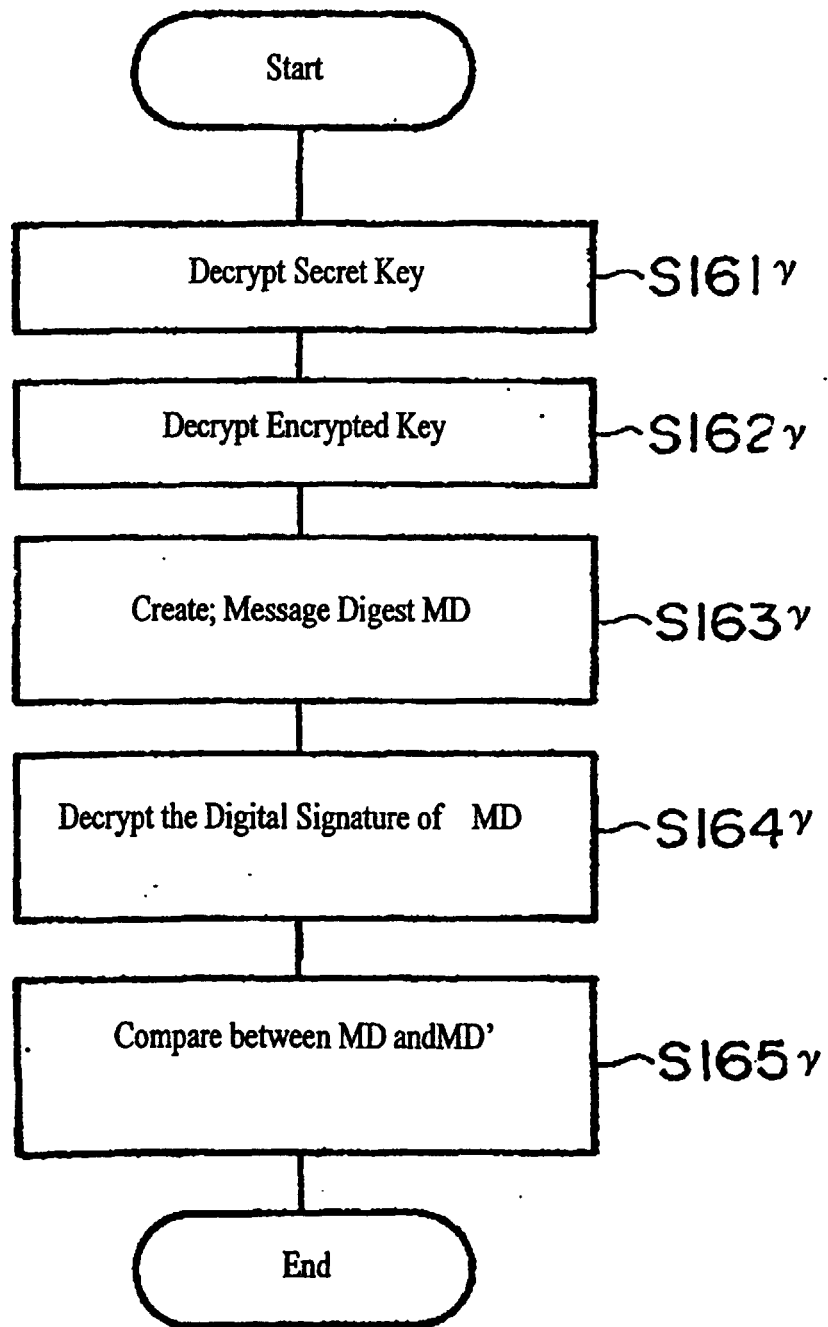 Start
Decrypt Secret Key
S161γ
Decrypt Encrypted Key
S162γ
Create; Message Digest MD
S163γ
Decrypt the Digital Signature of MD
S164γ
Compare between MD andMD’
S165γ
End